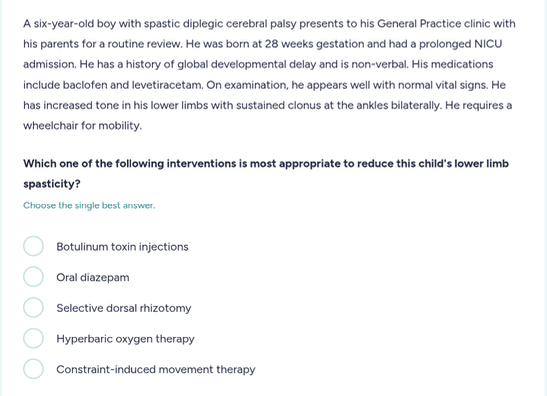 A six-year-old boy with spastic diplegic cerebral palsy presents to his General Practice clinic with
his parents for a routine review. He was born at 28 weeks gestation and had a prolonged NICU
admission. He has a history of global developmental delay and is non-verbal. His medications
include baclofen and levetiracetam. On examination, he appears well with normal vital signs. He
has increased tone in his lower limbs with sustained clonus at the ankles bilaterally. He requires a
wheelchair for mobility.
Which one of the following interventions is most appropriate to reduce this child's lower limb
spasticity?
Choose the single best answer.
Botulinum toxin injections
Oral diazepam
Selective dorsal rhizotomy
Hyperbaric oxygen therapy
Constraint-induced movement therapy